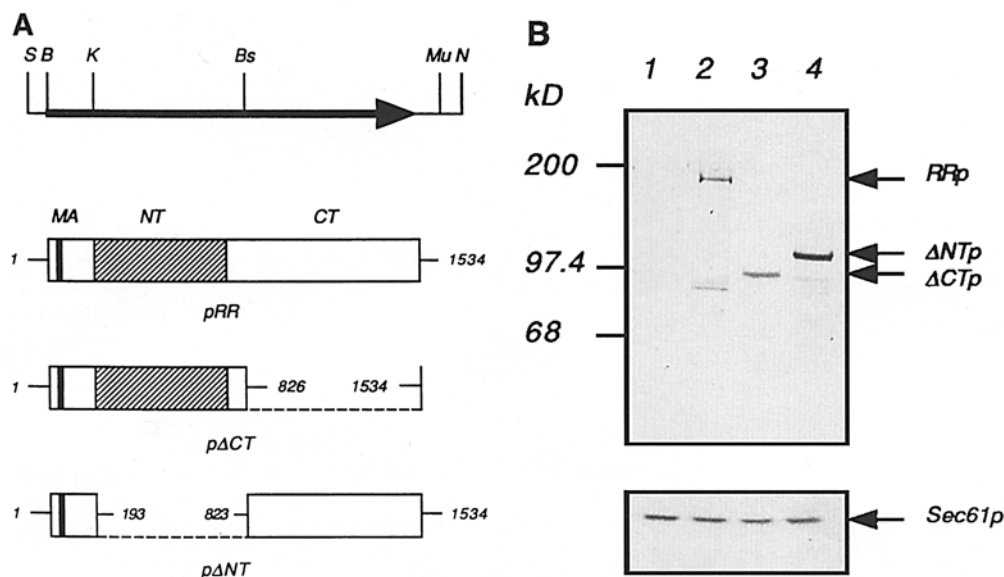 A
S B K Bs Mu N
MA NT CT
1 1534
pRR
1 826 1534
pΔCT
1 193 823 1534
pΔNT
B
1 2 3 4
kD
200
97.4
68
RRp
ΔNTp
ΔCTp
Sec61p